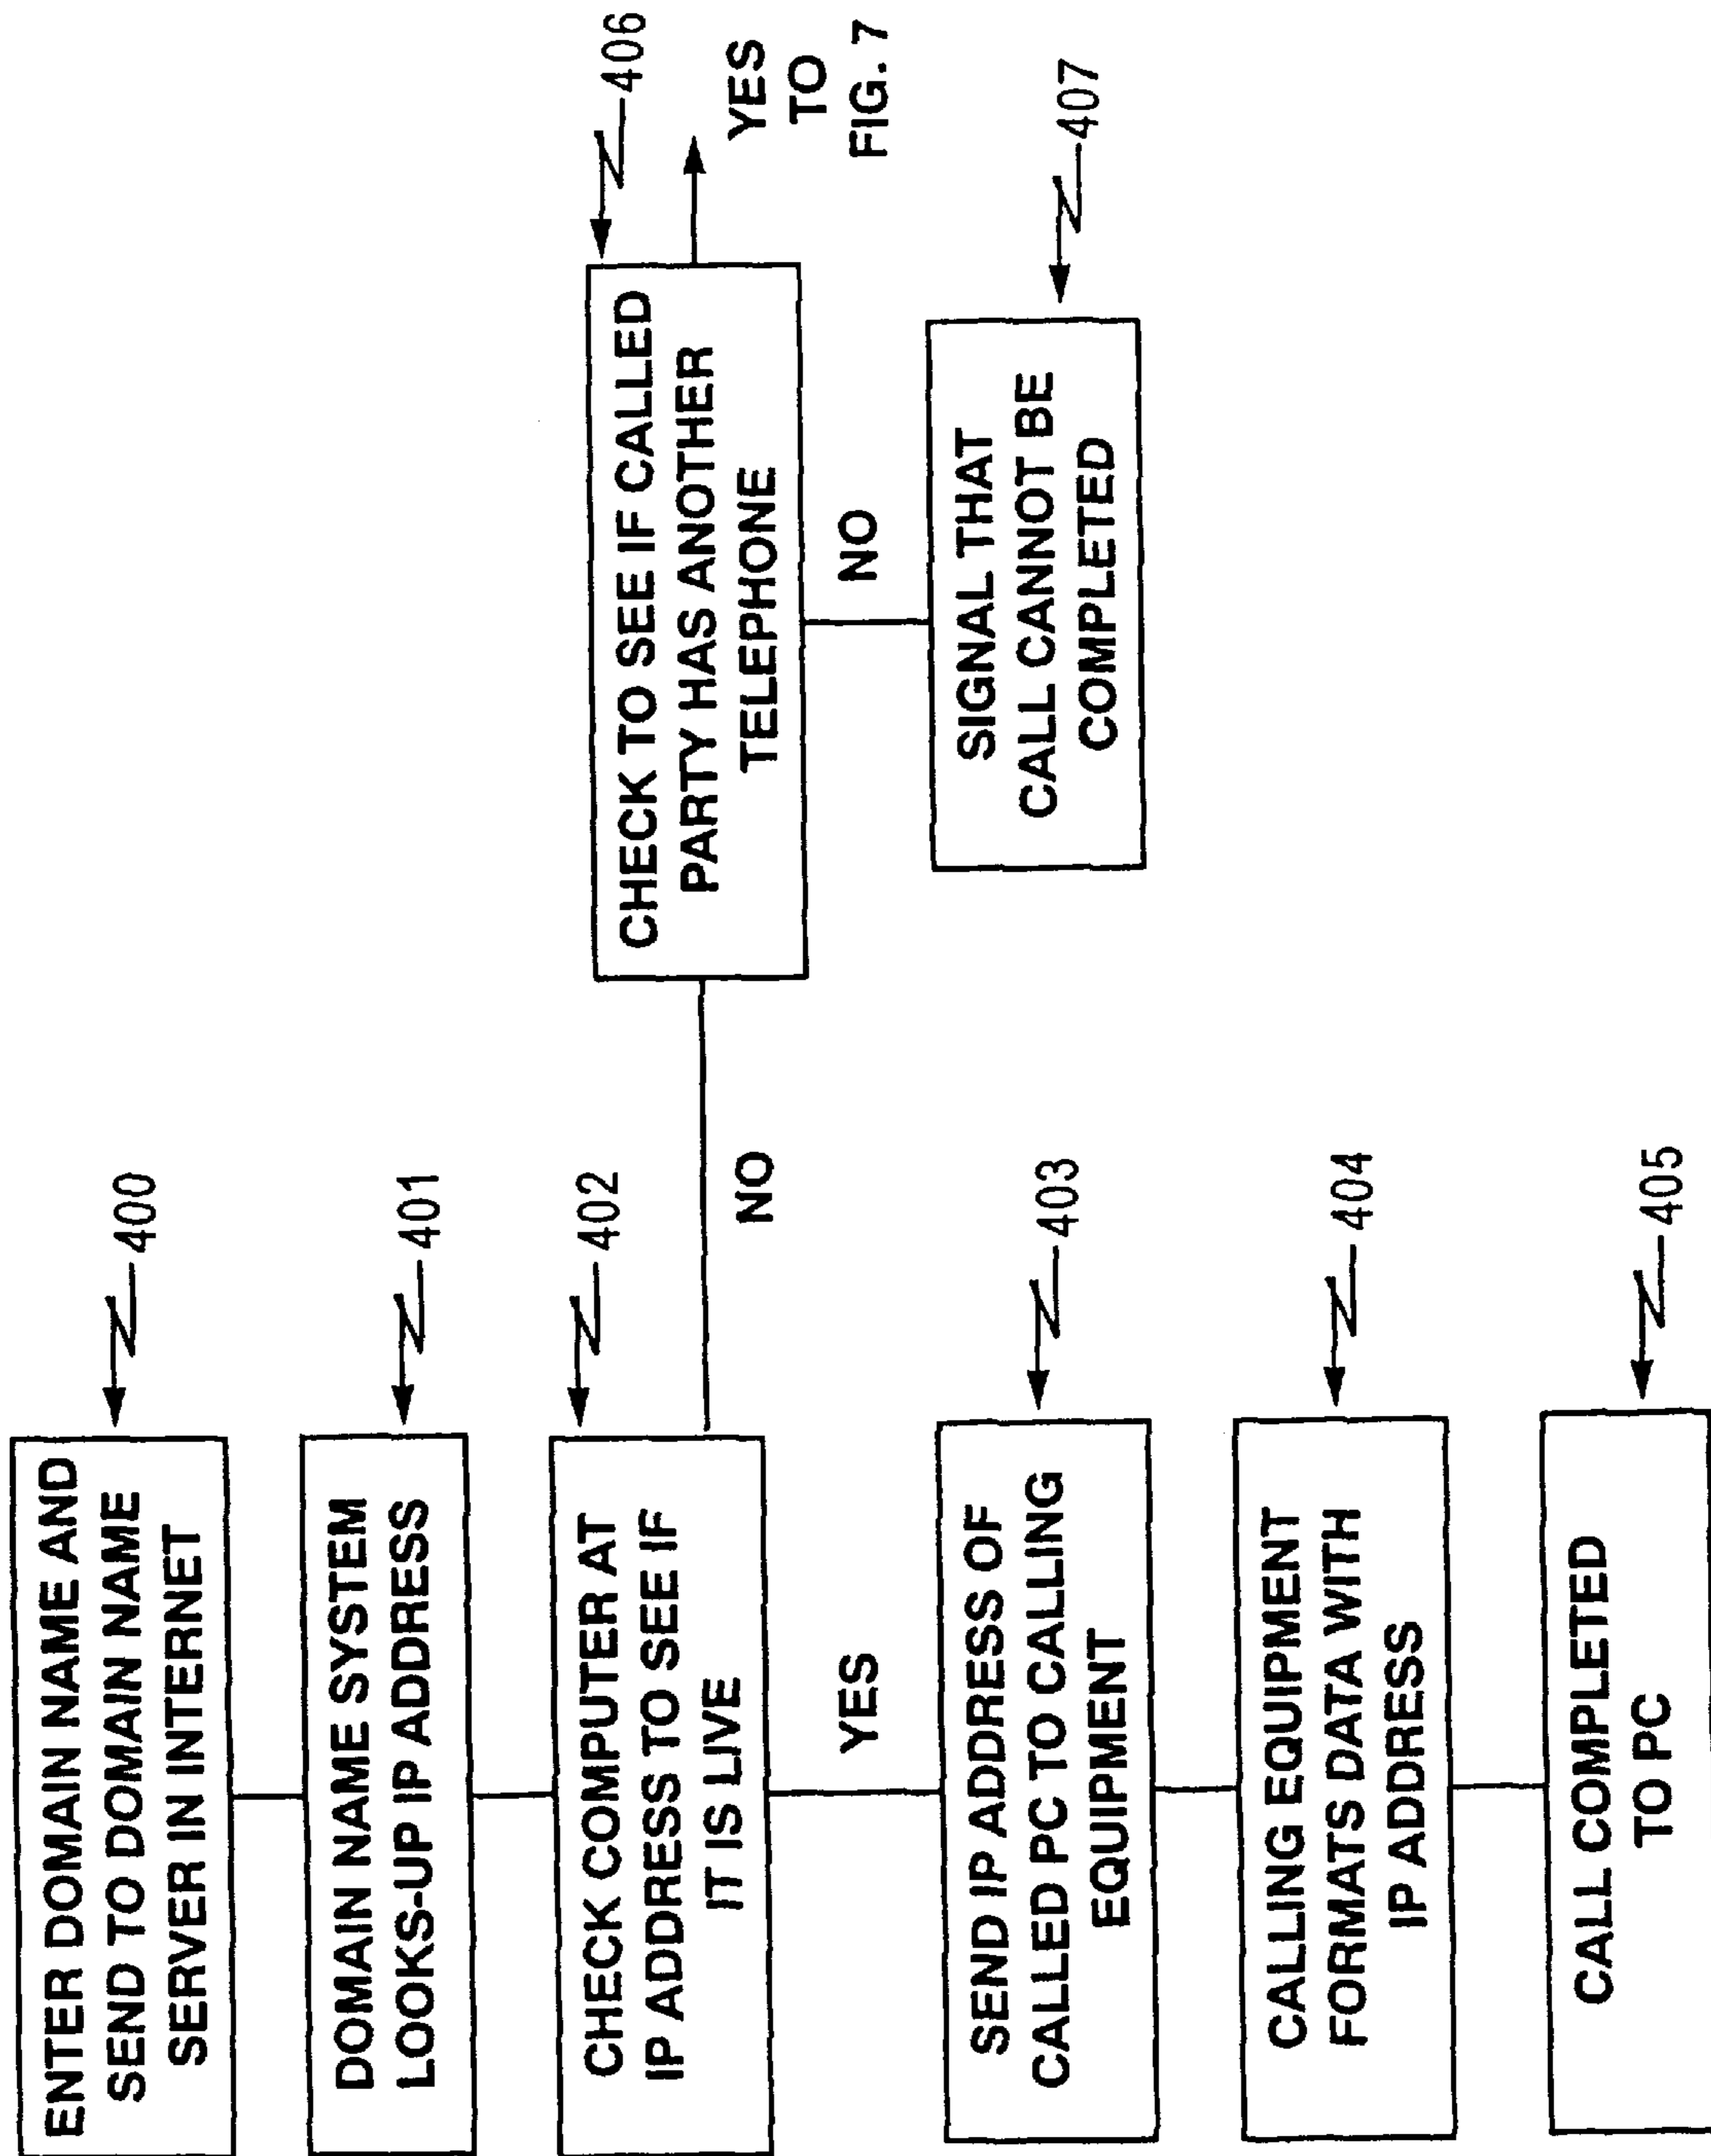 ENTER DOMAIN NAME AND
SEND TO DOMAIN NAME
SERVER IN INTERNET
400
DOMAIN NAME SYSTEM
LOOKS-UP IP ADDRESS
401
CHECK COMPUTER AT
IP ADDRESS TO SEE IF
IT IS LIVE
402
NO
YES
SEND IP ADDRESS OF
CALLED PC TO CALLING
EQUIPMENT
403
CALLING EQUIPMENT
FORMATS DATA WITH
IP ADDRESS
404
CALL COMPLETED
TO PC
405
CHECK TO SEE IF CALLED
PARTY HAS ANOTHER
TELEPHONE
406
YES
TO
FIG. 7
NO
SIGNAL THAT
CALL CANNOT BE
COMPLETED
407